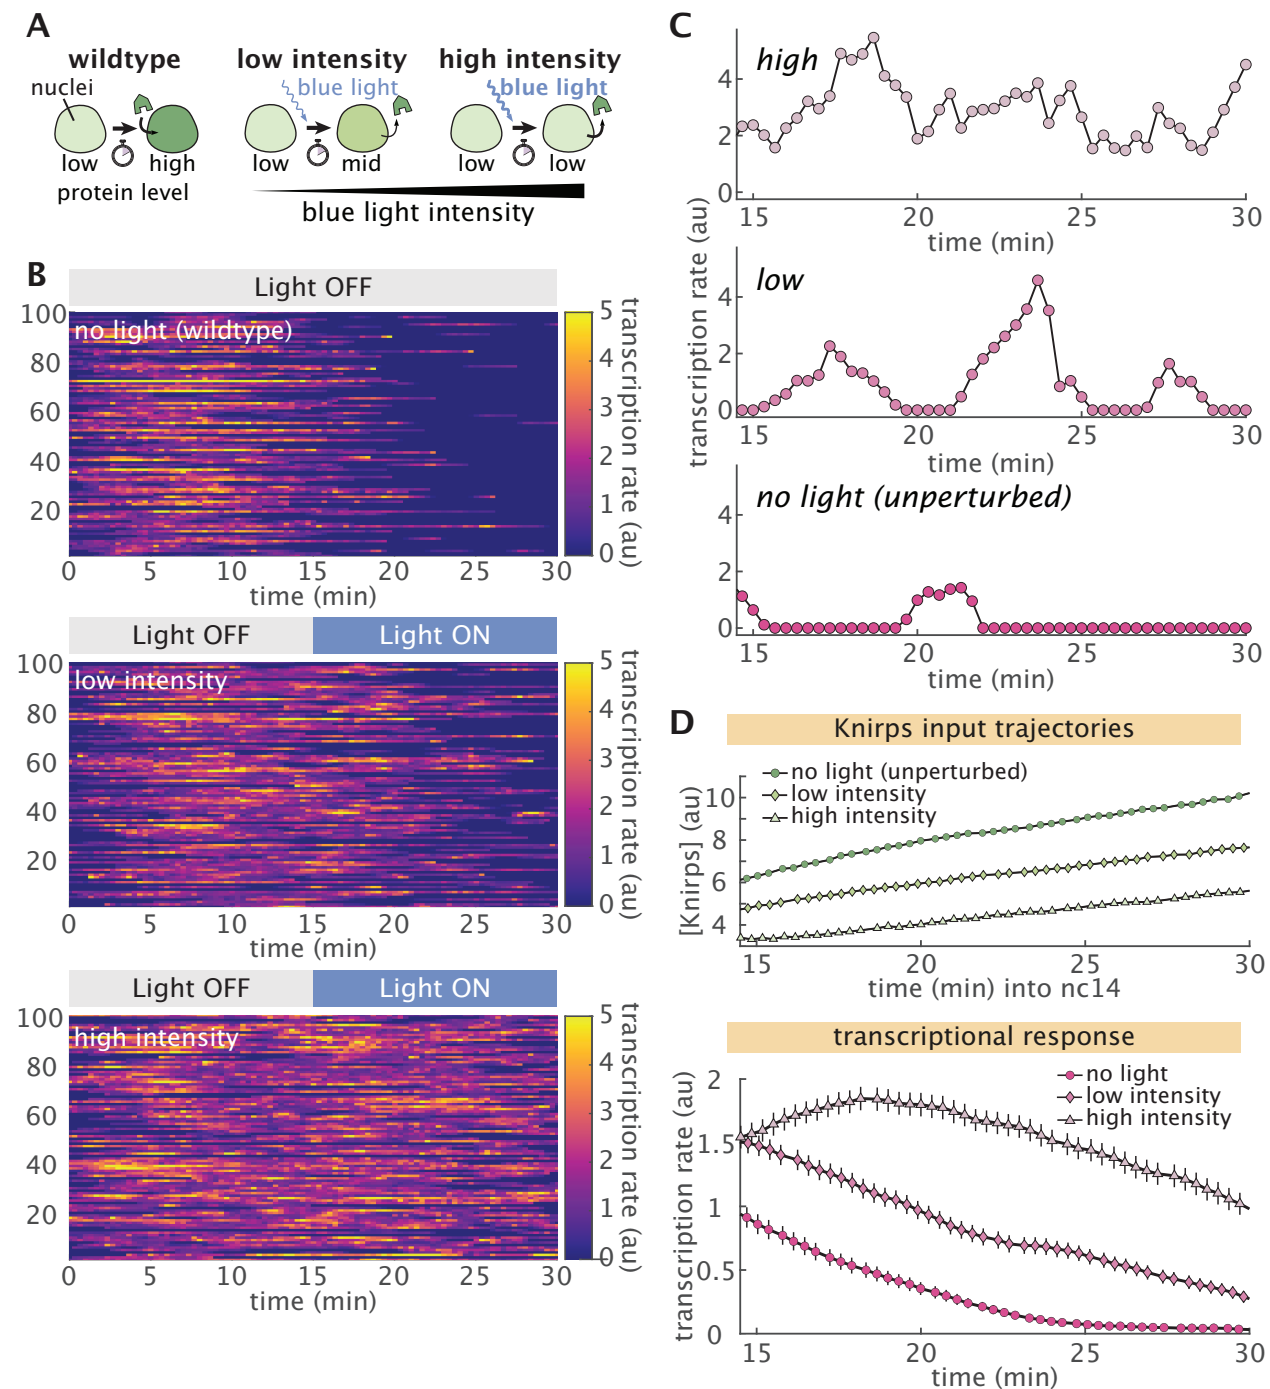 A
wildtype
nuclei
low
high
protein level
low intensity
blue light
low
mid
high intensity
blue light
low
low
blue light intensity
B
Light OFF
no light (wildtype)
100
80
60
40
20
0 5 10 15 20 25 30
time (min)
5
4
3
2
1
0
transcription rate (au)
Light OFF
Light ON
low intensity
100
80
60
40
20
0 5 10 15 20 25 30
time (min)
5
4
3
2
1
0
transcription rate (au)
Light OFF
Light ON
high intensity
100
80
60
40
20
0 5 10 15 20 25 30
time (min)
5
4
3
2
1
0
transcription rate (au)
C
high
4
2
0
15 20 25 30
time (min)
transcription rate (au)
low
4
2
0
15 20 25 30
time (min)
no light (unperturbed)
4
2
0
15 20 25 30
time (min)
D
Knirps input trajectories
no light (unperturbed)
low intensity
high intensity
[Knirps] (au)
10
8
6
4
15 20 25 30
time (min) into nc14
transcriptional response
no light
low intensity
high intensity
transcription rate (au)
2
1.5
1
0.5
0
15 20 25 30
time (min)